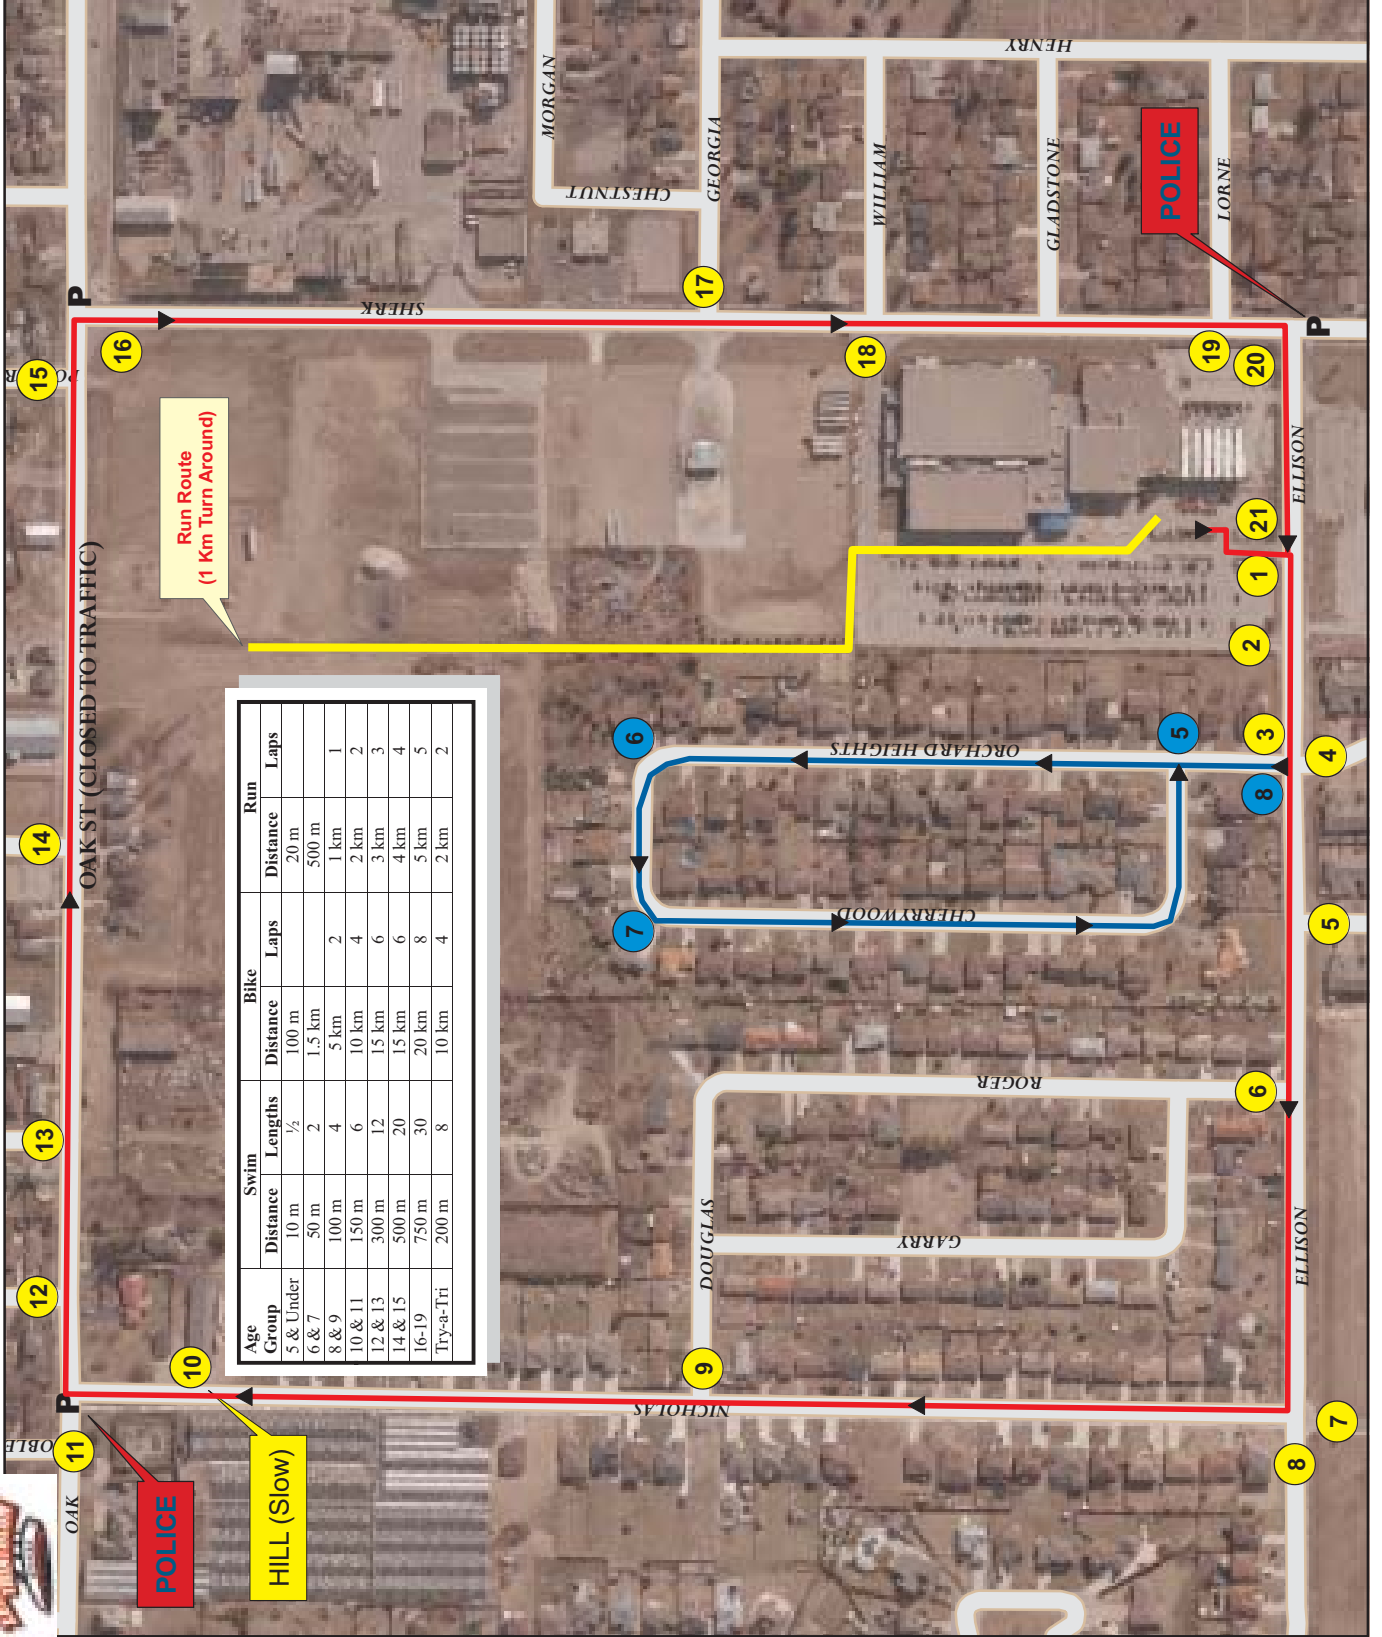 OAK
OAK ST (CLOSED TO TRAFFIC)
POLICE
HILL (Slow)
Run Route
(1 Km Turn Around)
Age Group | Swim | Bike | Run
Distance | Lengths | Distance | Laps | Distance | Laps
5 & Under | 10 m | ½ | 100 m | | 20 m |
6 & 7 | 50 m | 2 | 1.5 km | | 500 m |
8 & 9 | 100 m | 4 | 5 km | 2 | 1 km | 1
10 & 11 | 150 m | 6 | 10 km | 4 | 2 km | 2
12 & 13 | 300 m | 12 | 15 km | 6 | 3 km | 3
14 & 15 | 500 m | 20 | 15 km | 6 | 4 km | 4
16-19 | 750 m | 30 | 20 km | 8 | 5 km | 5
Try-a-Tri | 200 m | 8 | 10 km | 4 | 2 km | 2
P
P
P
SHERK
MORGAN
CHESTNUT
GEORGIA
WILLIAM
GLADSTONE
LORNE
HENRY
POLICE
NICHOLAS
DOUGLAS
GARRY
ROGER
CHERRYWOOD
ORCHARD HEIGHTS
ELLISON
ELLISON
1
2
3
4
5
6
7
8
9
10
11
12
13
14
15
16
17
18
19
20
21
5
6
7
8